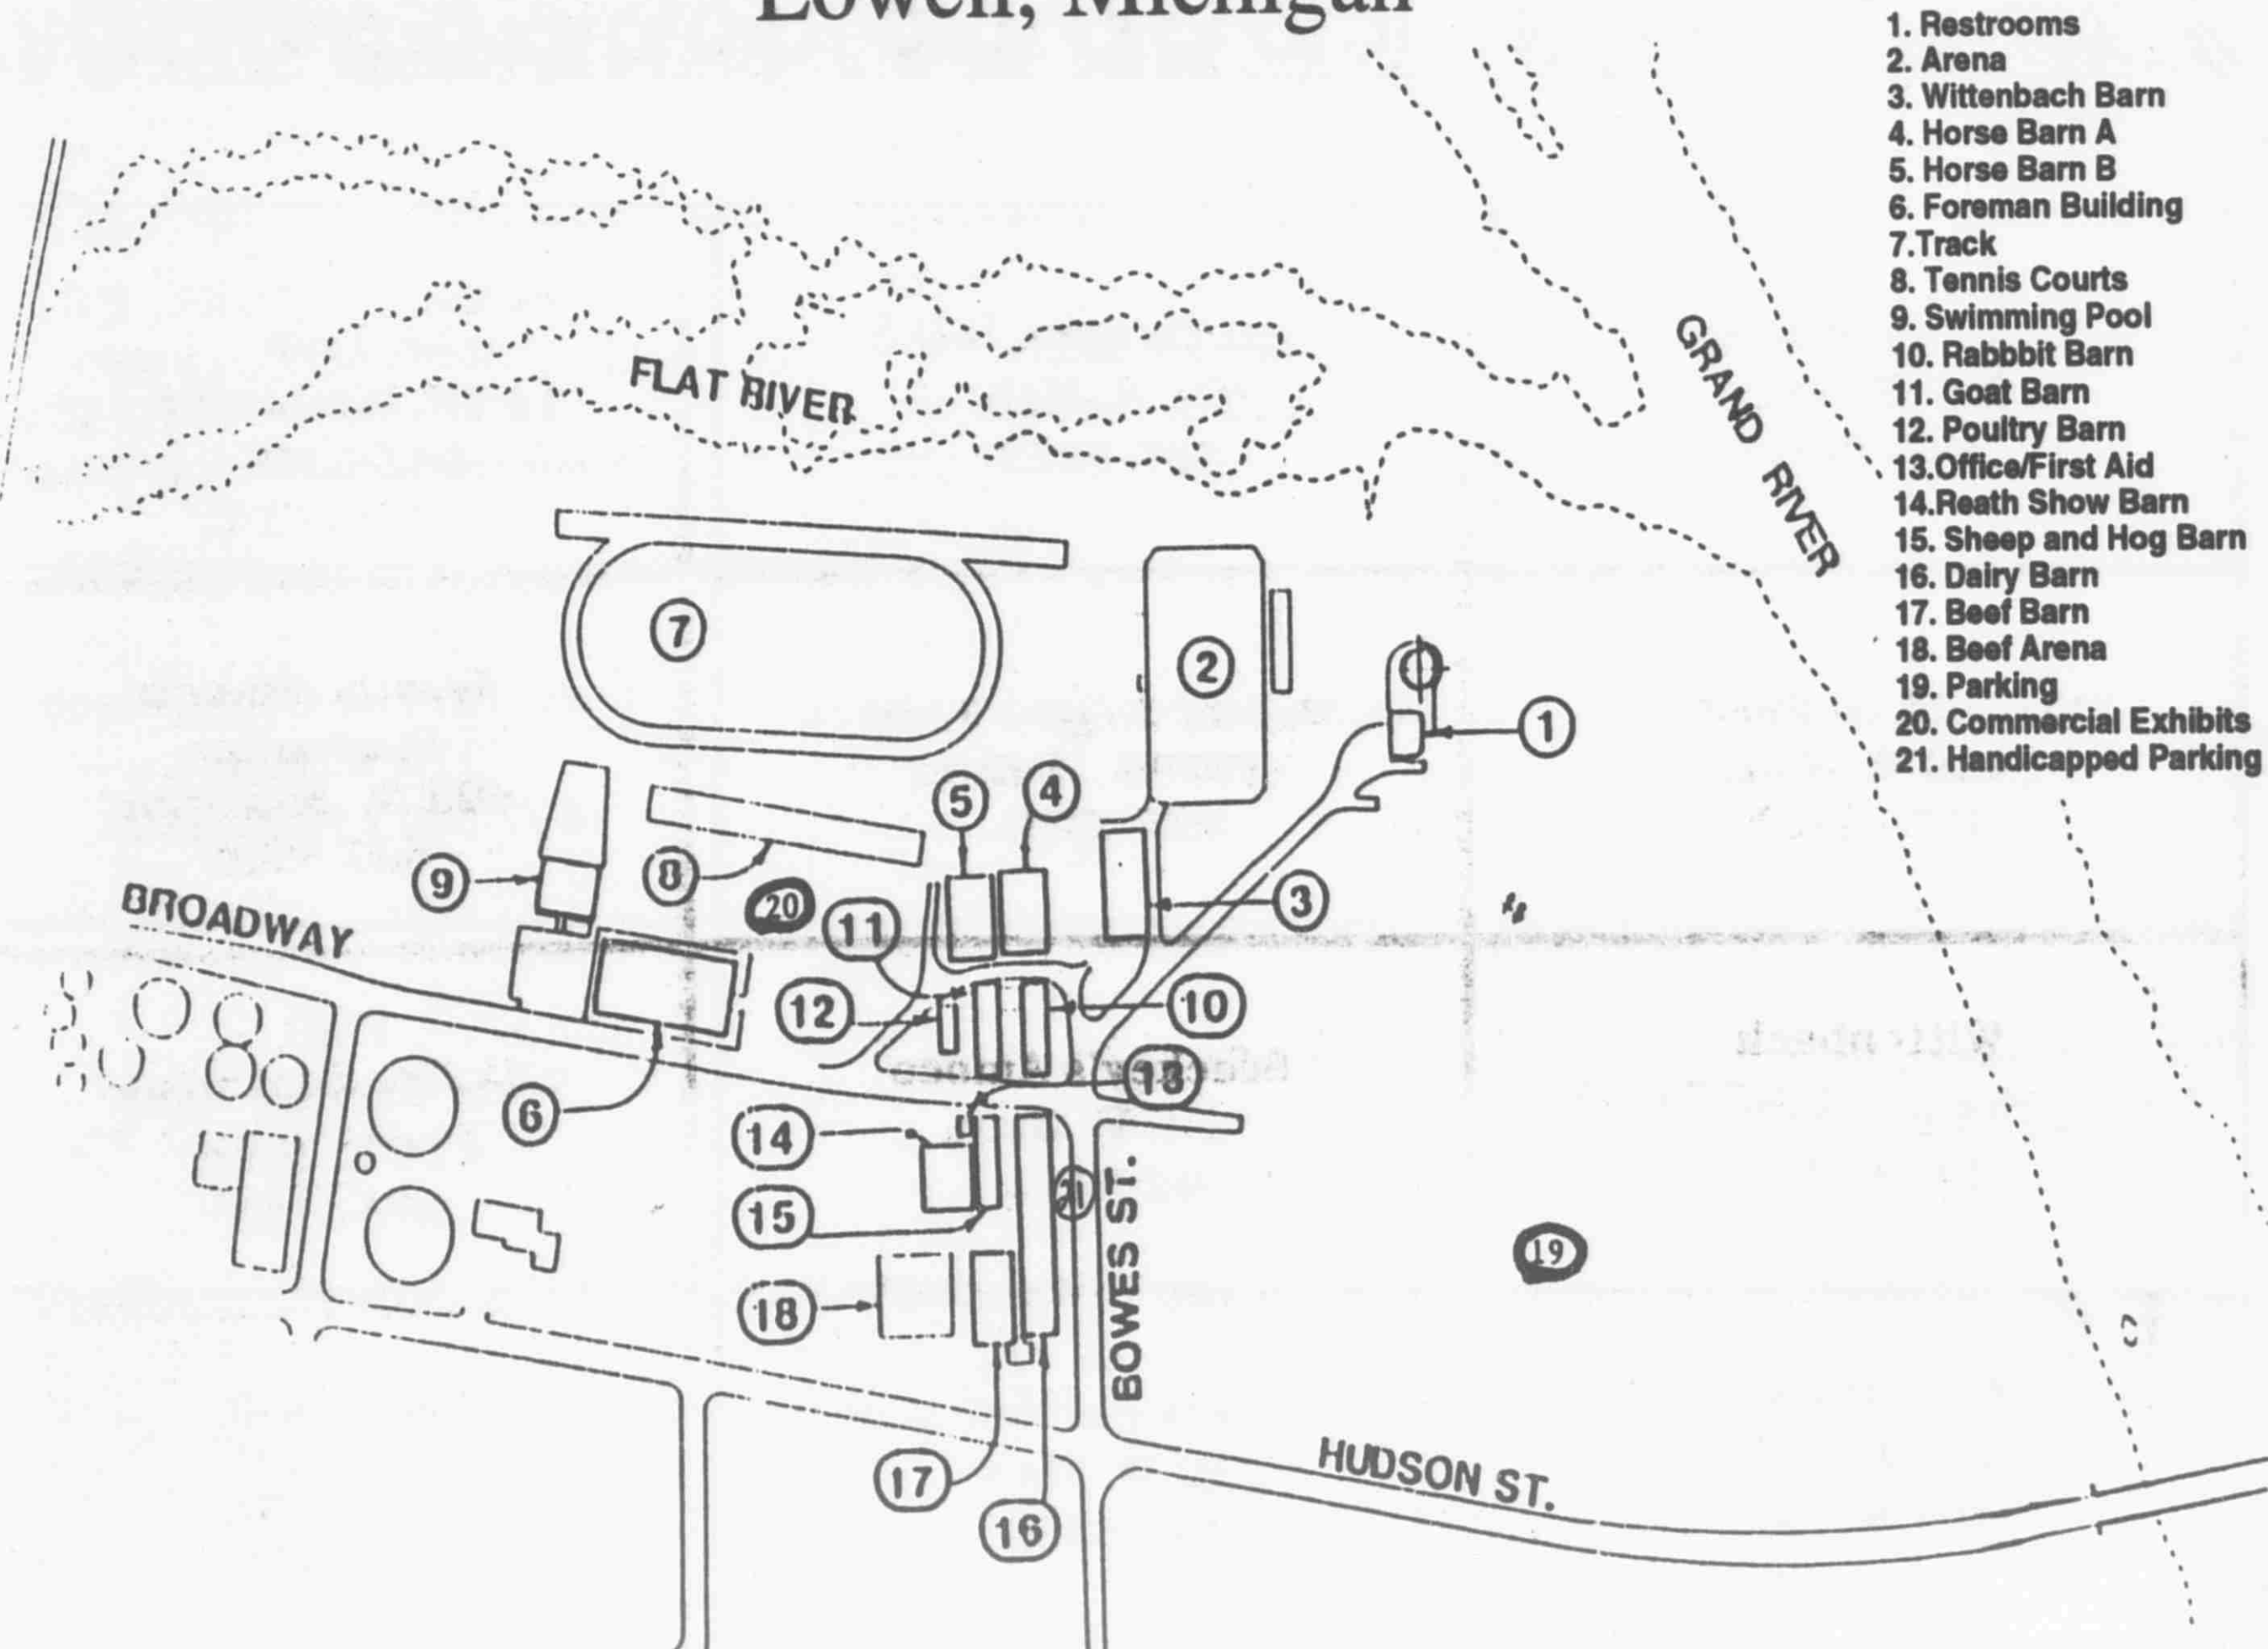 Lowell, Michigan
1. Restrooms
2. Arena
3. Wittenbach Barn
4. Horse Barn A
5. Horse Barn B
6. Foreman Building
7.Track
8. Tennis Courts
9. Swimming Pool
10. Rabbbit Barn
11. Goat Barn
12. Poultry Barn
13.Office/First Aid
14.Reath Show Barn
15. Sheep and Hog Barn
16. Dairy Barn
17. Beef Barn
18. Beef Arena
19. Parking
20. Commercial Exhibits
21. Handicapped Parking
FLAT RIVER
GRAND RIVER
7
2
1
5
4
9
8
20
11
3
BROADWAY
12
10
6
13
14
21
15
BOWES ST.
19
18
17
16
HUDSON ST.